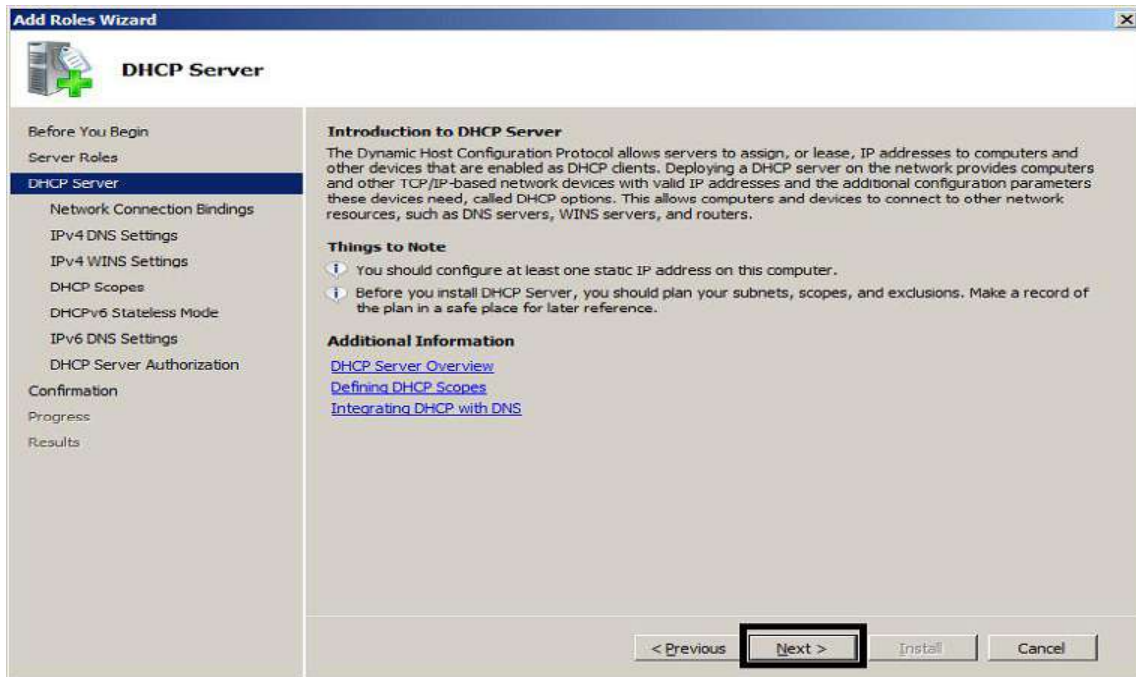 Add Roles Wizard
DHCP Server
Before You Begin
Server Roles
DHCP Server
Network Connection Bindings
IPv4 DNS Settings
IPv4 WINS Settings
DHCP Scopes
DHCPv6 Stateless Mode
IPv6 DNS Settings
DHCP Server Authorization
Confirmation
Progress
Results
Introduction to DHCP Server
The Dynamic Host Configuration Protocol allows servers to assign, or lease, IP addresses to computers and
other devices that are enabled as DHCP clients. Deploying a DHCP server on the network provides computers
and other TCP/IP-based network devices with valid IP addresses and the additional configuration parameters
these devices need, called DHCP options. This allows computers and devices to connect to other network
resources, such as DNS servers, WINS servers, and routers.
Things to Note
You should configure at least one static IP address on this computer.
Before you install DHCP Server, you should plan your subnets, scopes, and exclusions. Make a record of
the plan in a safe place for later reference.
Additional Information
DHCP Server Overview
Defining DHCP Scopes
Integrating DHCP with DNS
< Previous
Next >
Install
Cancel